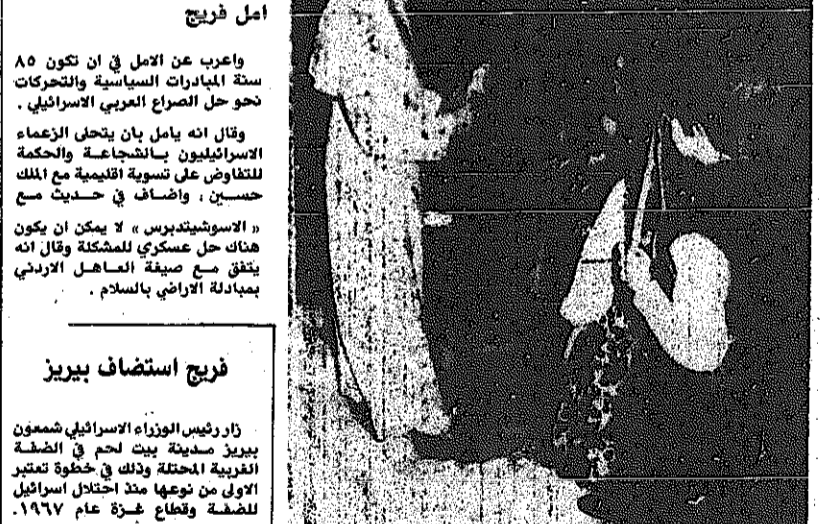 امل فريج
واعرب عن الامل في ان تكون ٨٥
سنة المبادرات السياسية والتحركات
نحو حل الصراع العربي الاسرائيلي .
وقال انه يامل بان يتحلى الزعماء
الاسرائيليون بالشجاعة والحكمة
للتفاوض على تسوية اقليمية مع الملك
حسين ، واضاف في حديث مع
« الاسوشيتدبرس » لا يمكن ان يكون
هناك حل عسكري للمشكلة وقال انه
يتفق مع صيغة العاهل الاردني
بمبادلة الاراضي بالسلام .
فريج استضاف بيريز
زار رئيس الوزراء الاسرائيلي شمعون
بيريز مدينة بيت لحم في الضفة
الغربية المحتلة وذلك في خطوة تعتبر
الاولى من نوعها منذ احتلال اسرائيل
للضفة وقطاع غزة عام ١٩٦٧.